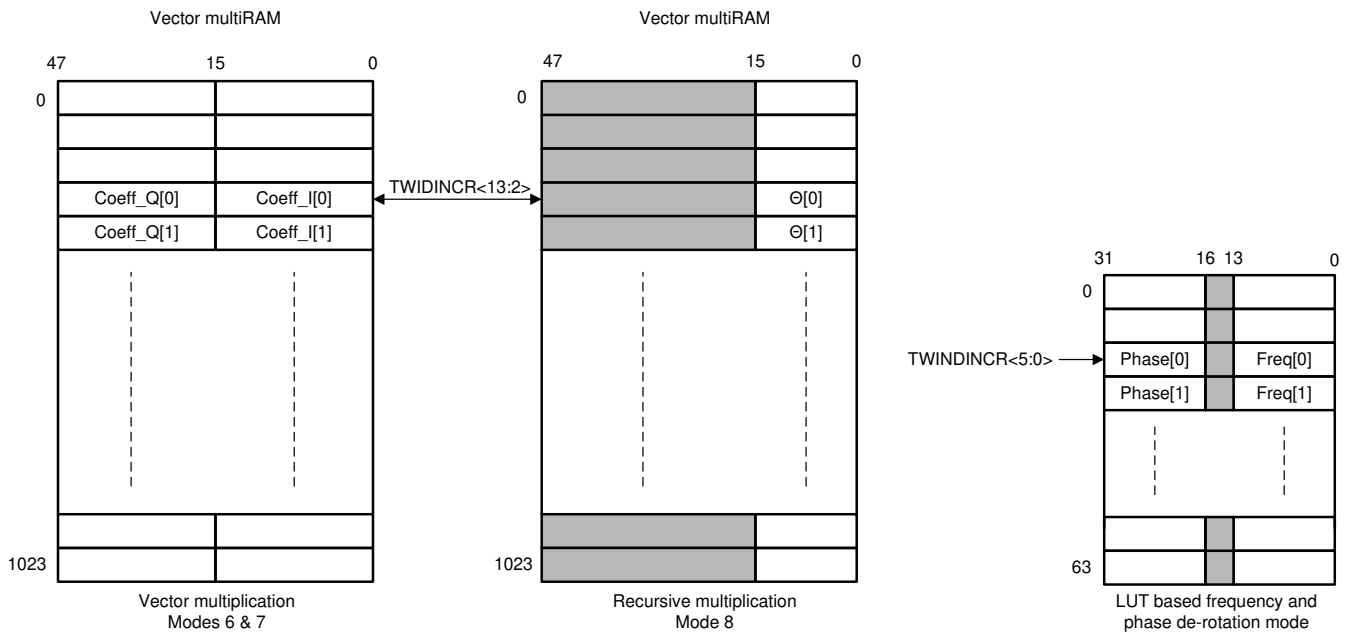 Vector multiRAM
47 15 0
0
Coeff_Q[0] Coeff_I[0]
Coeff_Q[1] Coeff_I[1]
1023
Vector multiplication
Modes 6 & 7
TWIDINCR<13:2>
Vector multiRAM
47 15 0
0
Θ[0]
Θ[1]
1023
Recursive multiplication
Mode 8
31 16 13 0
0
TWINDINCR<5:0>
Phase[0] Freq[0]
Phase[1] Freq[1]
63
LUT based frequency and
phase de-rotation mode